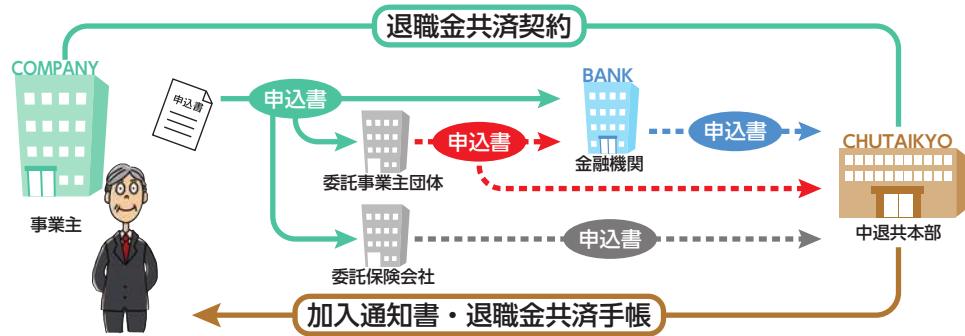 退職金共済契約
COMPANY
申込書
申込書
BANK
申込書
申込書
金融機関
CHUTAIKYO
委託事業主団体
事業主
中退共本部
申込書
委託保険会社
加入通知書・退職金共済手帳